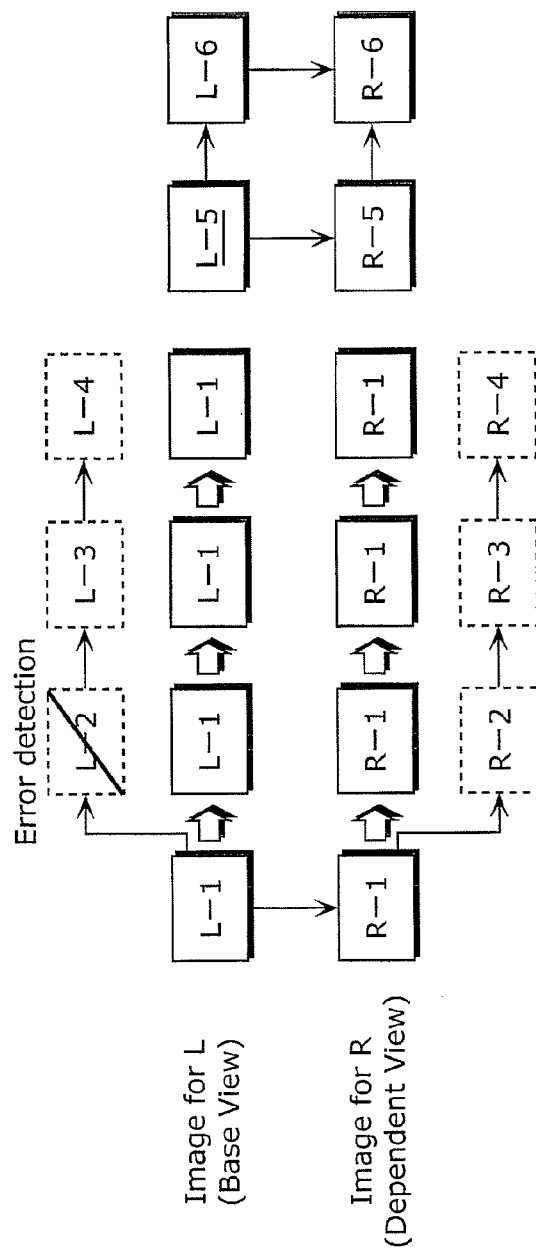 Error detection
L-2
L-3
L-4
Image for L
(Base View)
L-1
L-1
L-1
L-1
L-5
L-6
Image for R
(Dependent View)
R-1
R-1
R-1
R-1
R-5
R-6
R-2
R-3
R-4